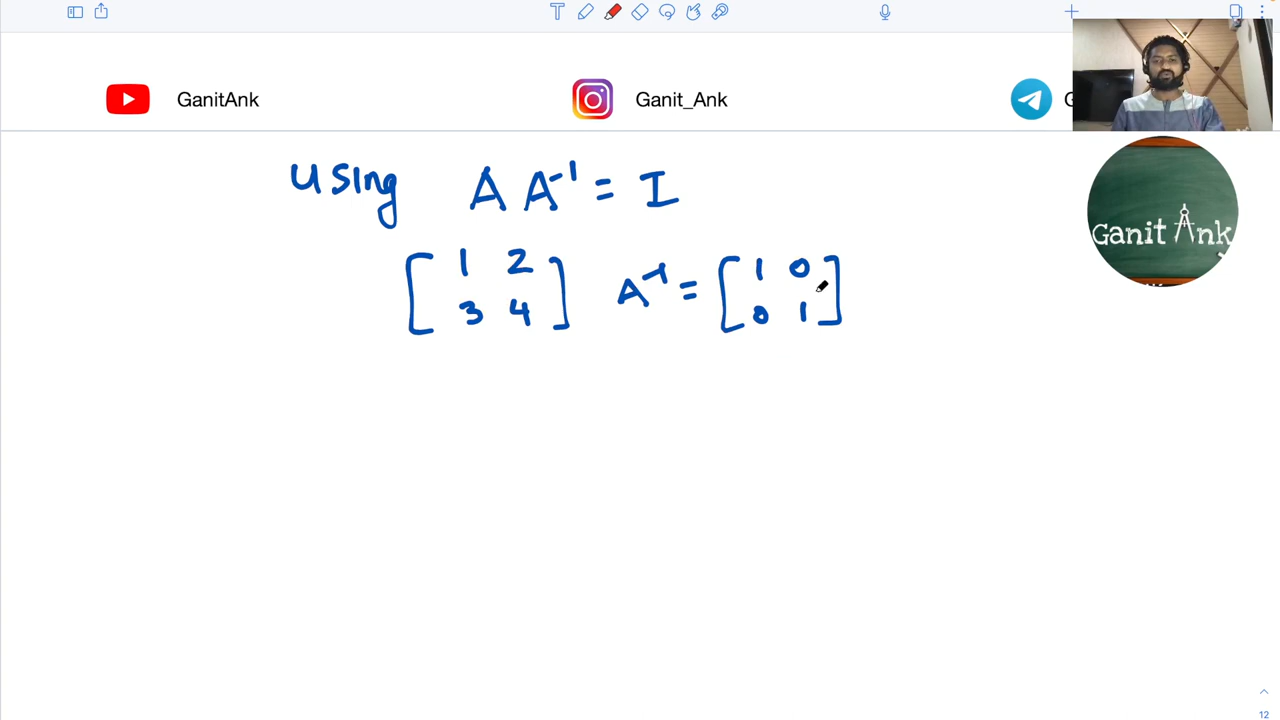 GanitAnk Ganit_Ank G
Using A A⁻¹ = I
[ 1 2 ] A⁻¹ = [ 1 0 ]
[ 3 4 ] [ 0 1 ]
Ganit Ank
12